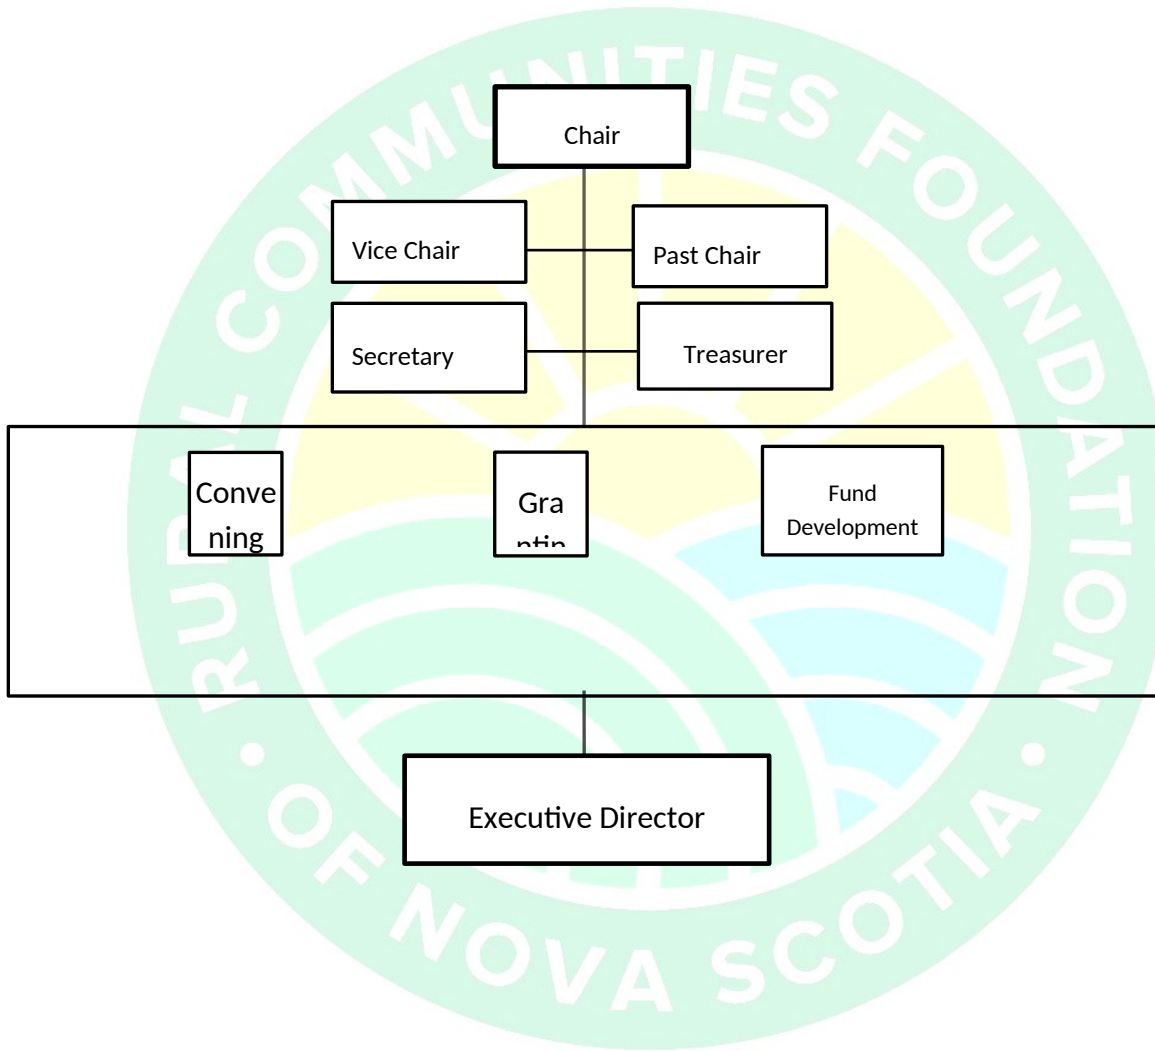 RURAL COMMUNITIES FOUNDATION
Chair
Vice Chair
Past Chair
Secretary
Treasurer
Conve
ning
Gra
ntin
Fund
Development
Executive Director
• OF NOVA SCOTIA •